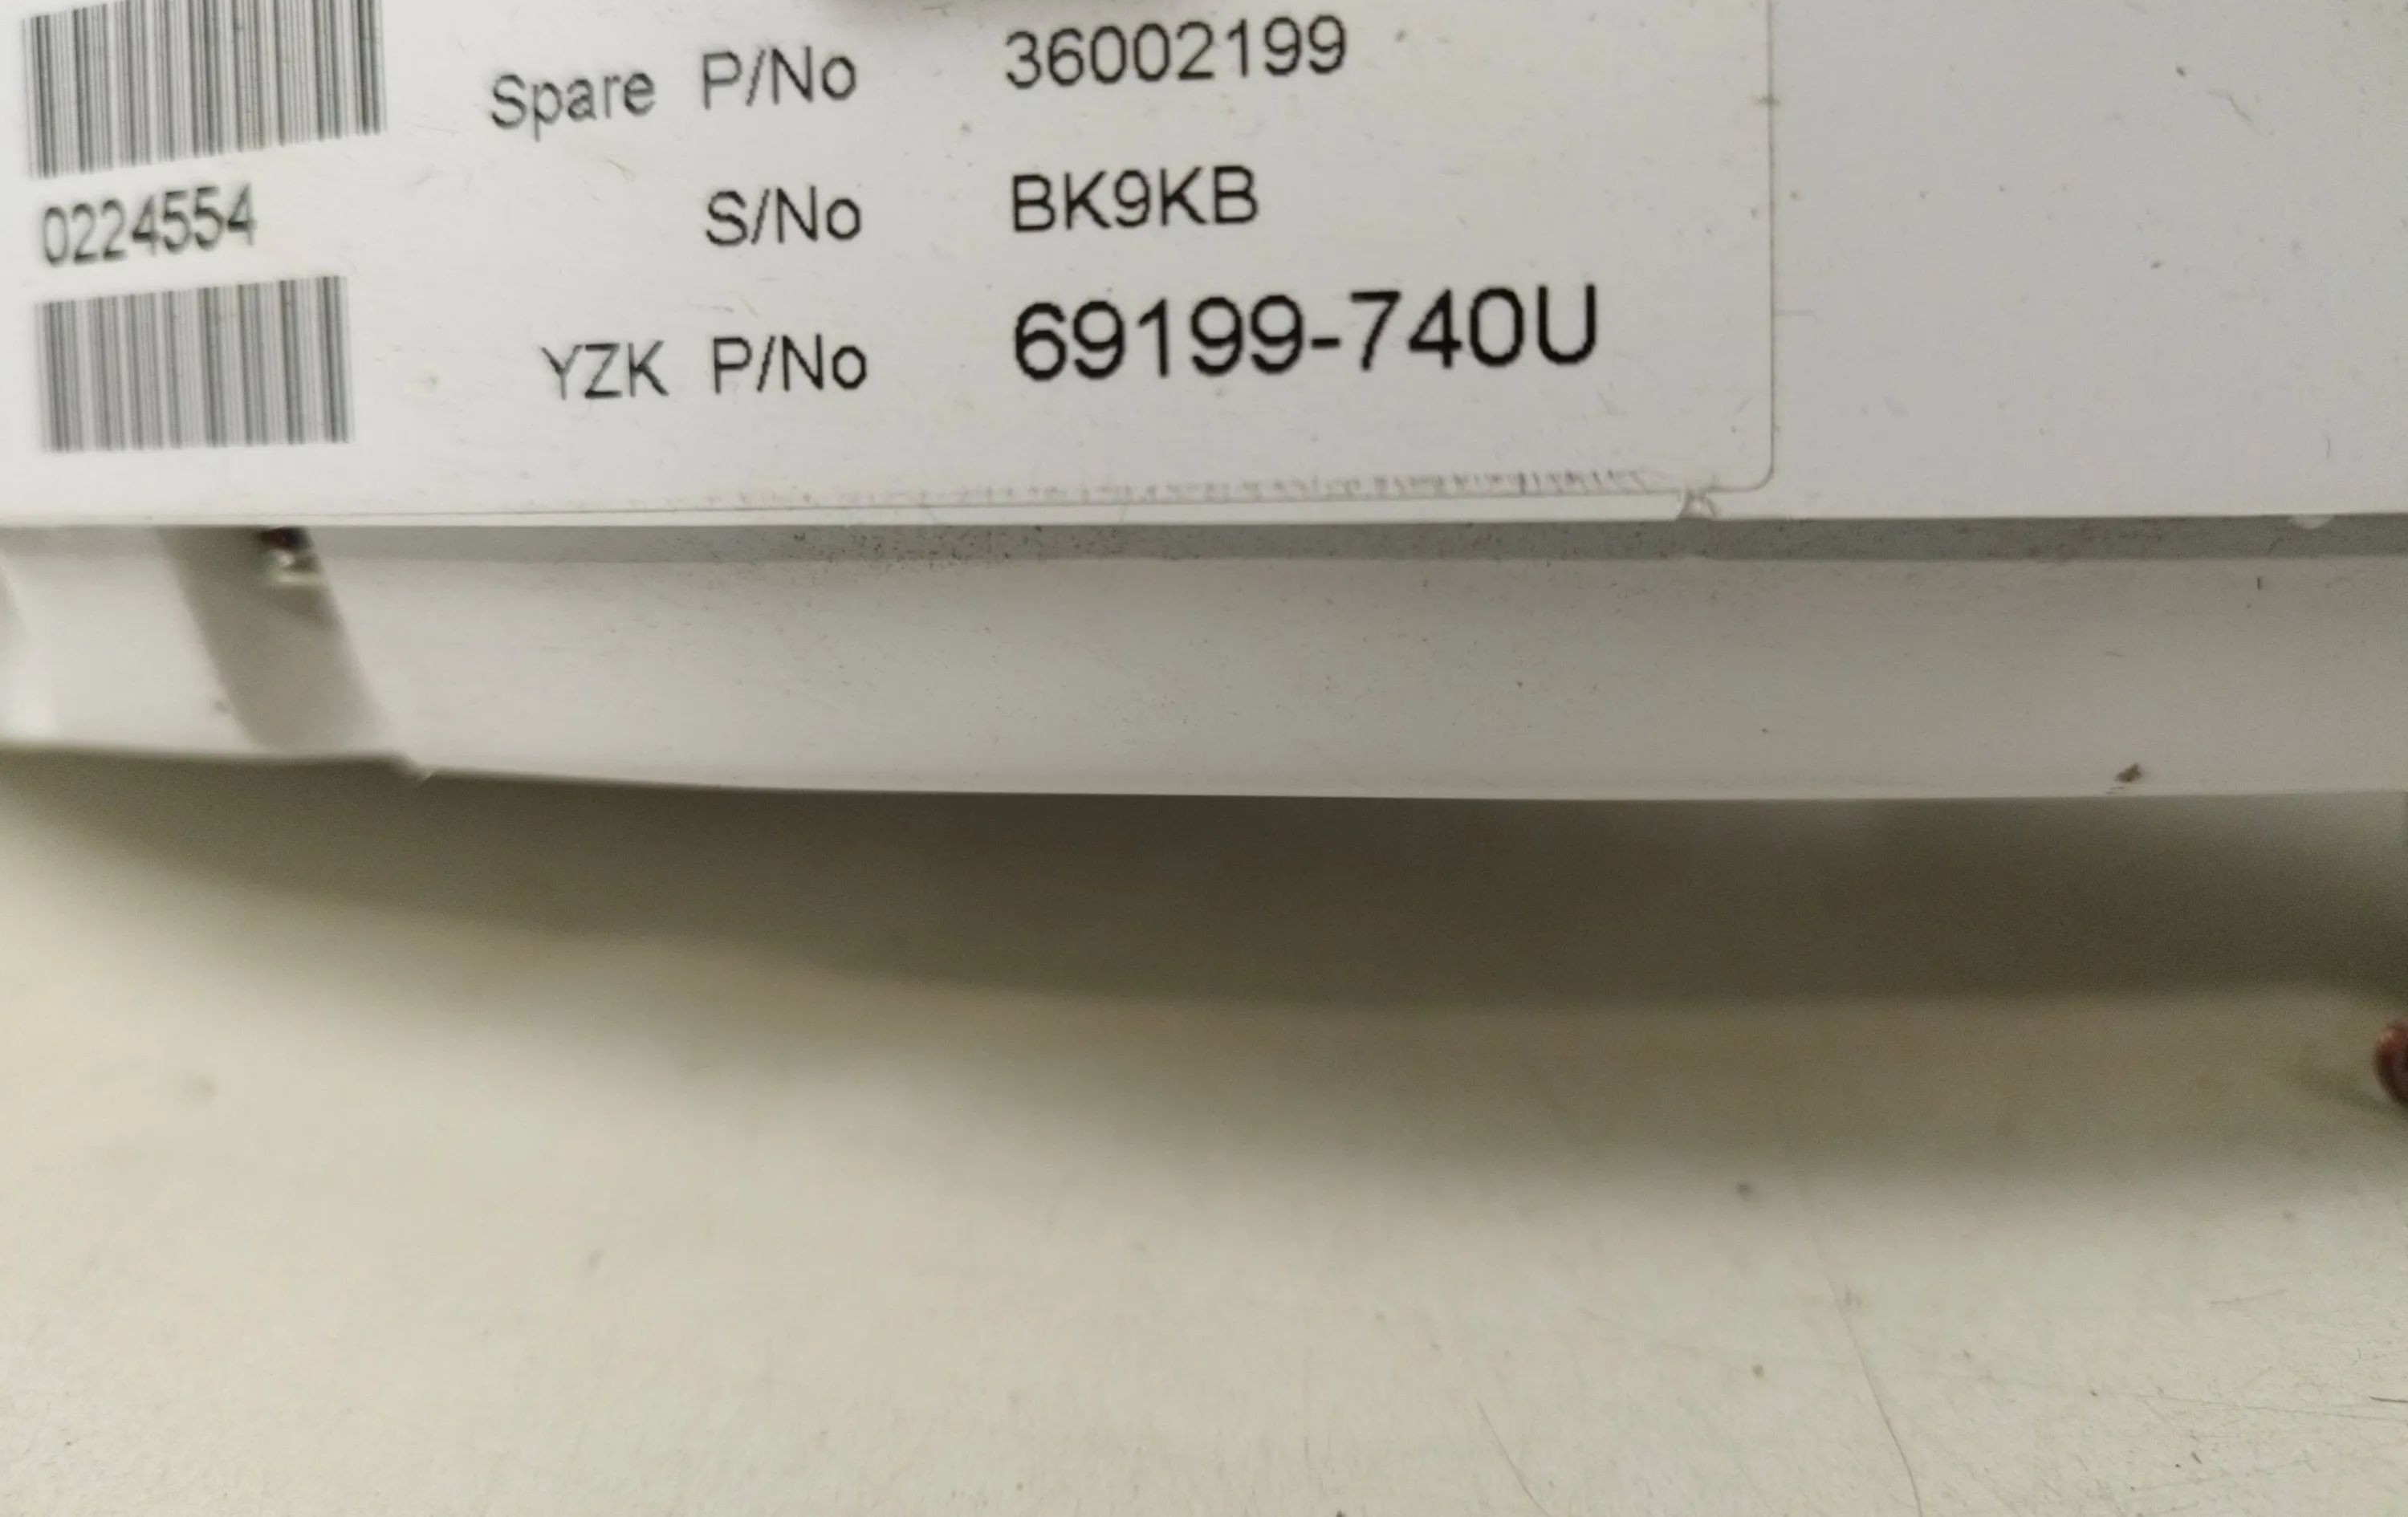 Spare P/No 36002199
0224554 S/No BK9KB
YZK P/No 69199-740U